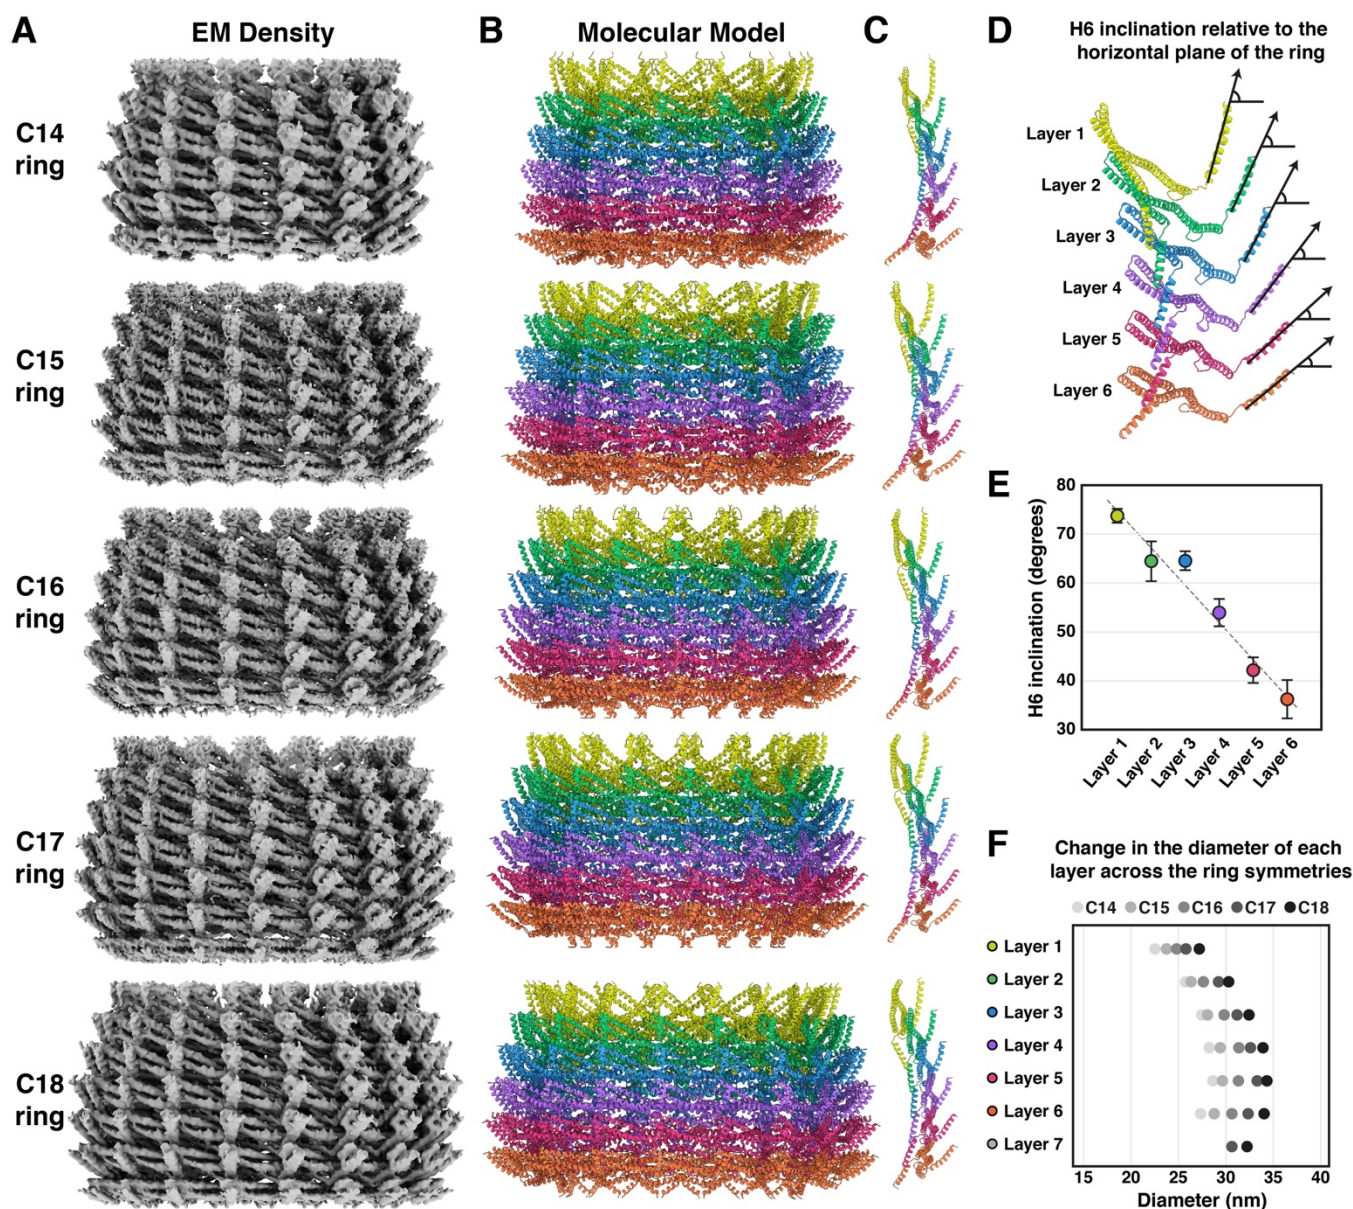 A
EM Density
B
Molecular Model
C
D
H6 inclination relative to the
horizontal plane of the ring
C14
ring
C15
ring
C16
ring
C17
ring
C18
ring
Layer 1
Layer 2
Layer 3
Layer 4
Layer 5
Layer 6
E
H6 inclination (degrees)
80
70
60
50
40
30
Layer 1
Layer 2
Layer 3
Layer 4
Layer 5
Layer 6
F
Change in the diameter of each
layer across the ring symmetries
C14 C15 C16 C17 C18
Layer 1
Layer 2
Layer 3
Layer 4
Layer 5
Layer 6
Layer 7
15 20 25 30 35 40
Diameter (nm)